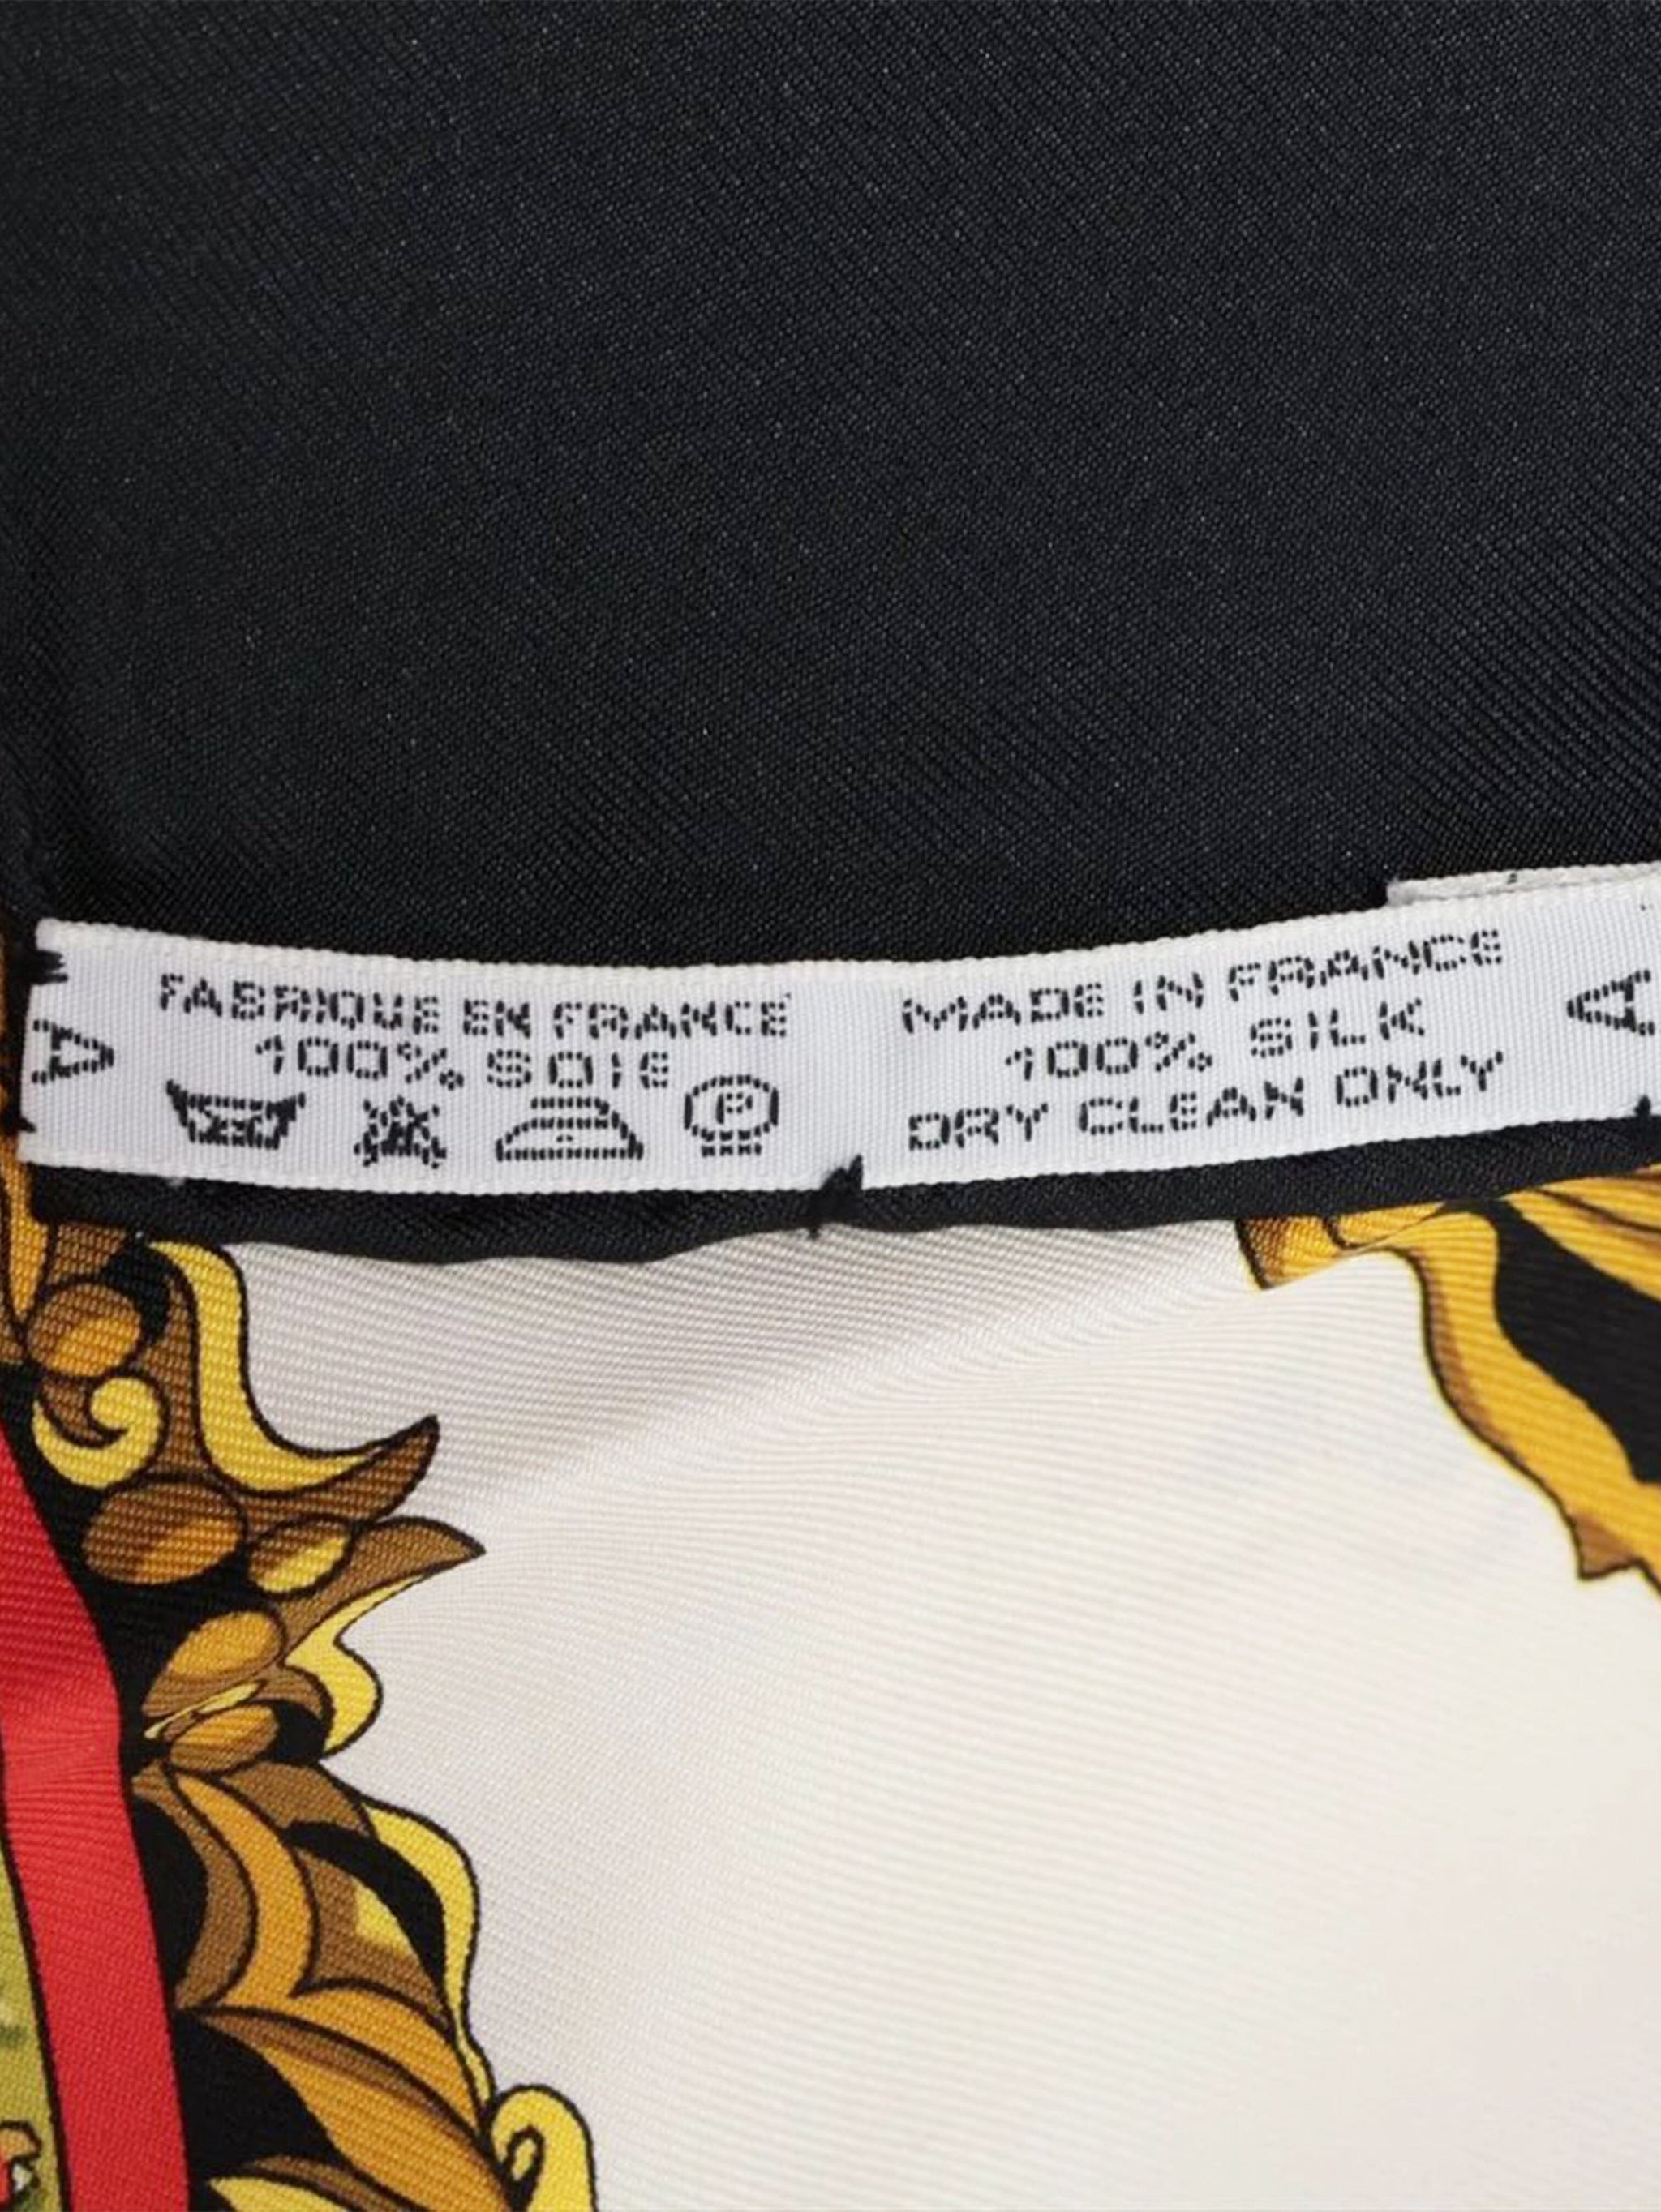 FABRIQUE EN FRANCE
100% SOIE
P
MADE IN FRANCE
100% SILK
DRY CLEAN ONLY
A
A